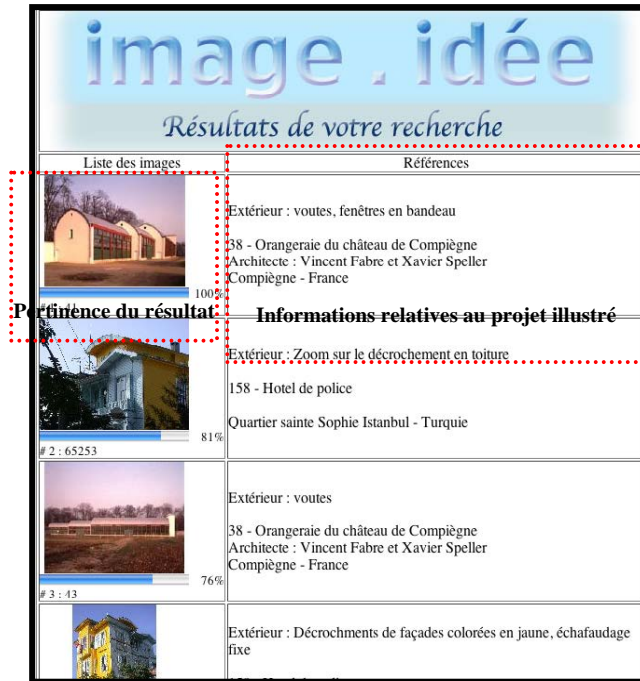 image . idée
Résultats de votre recherche
Liste des images
Références
Extérieur : voutes, fenêtres en bandeau
38 - Orangeraie du château de Compiègne
Architecte : Vincent Fabre et Xavier Speller
Compiègne - France
100%
Pertinence du résultat
Informations relatives au projet illustré
Extérieur : Zoom sur le décrochement en toiture
158 - Hotel de police
Quartier sainte Sophie Istanbul - Turquie
81%
# 2 : 65253
Extérieur : voutes
38 - Orangeraie du château de Compiègne
Architecte : Vincent Fabre et Xavier Speller
Compiègne - France
76%
# 3 : 43
Extérieur : Décrochments de façades colorées en jaune, échafaudage
fixe